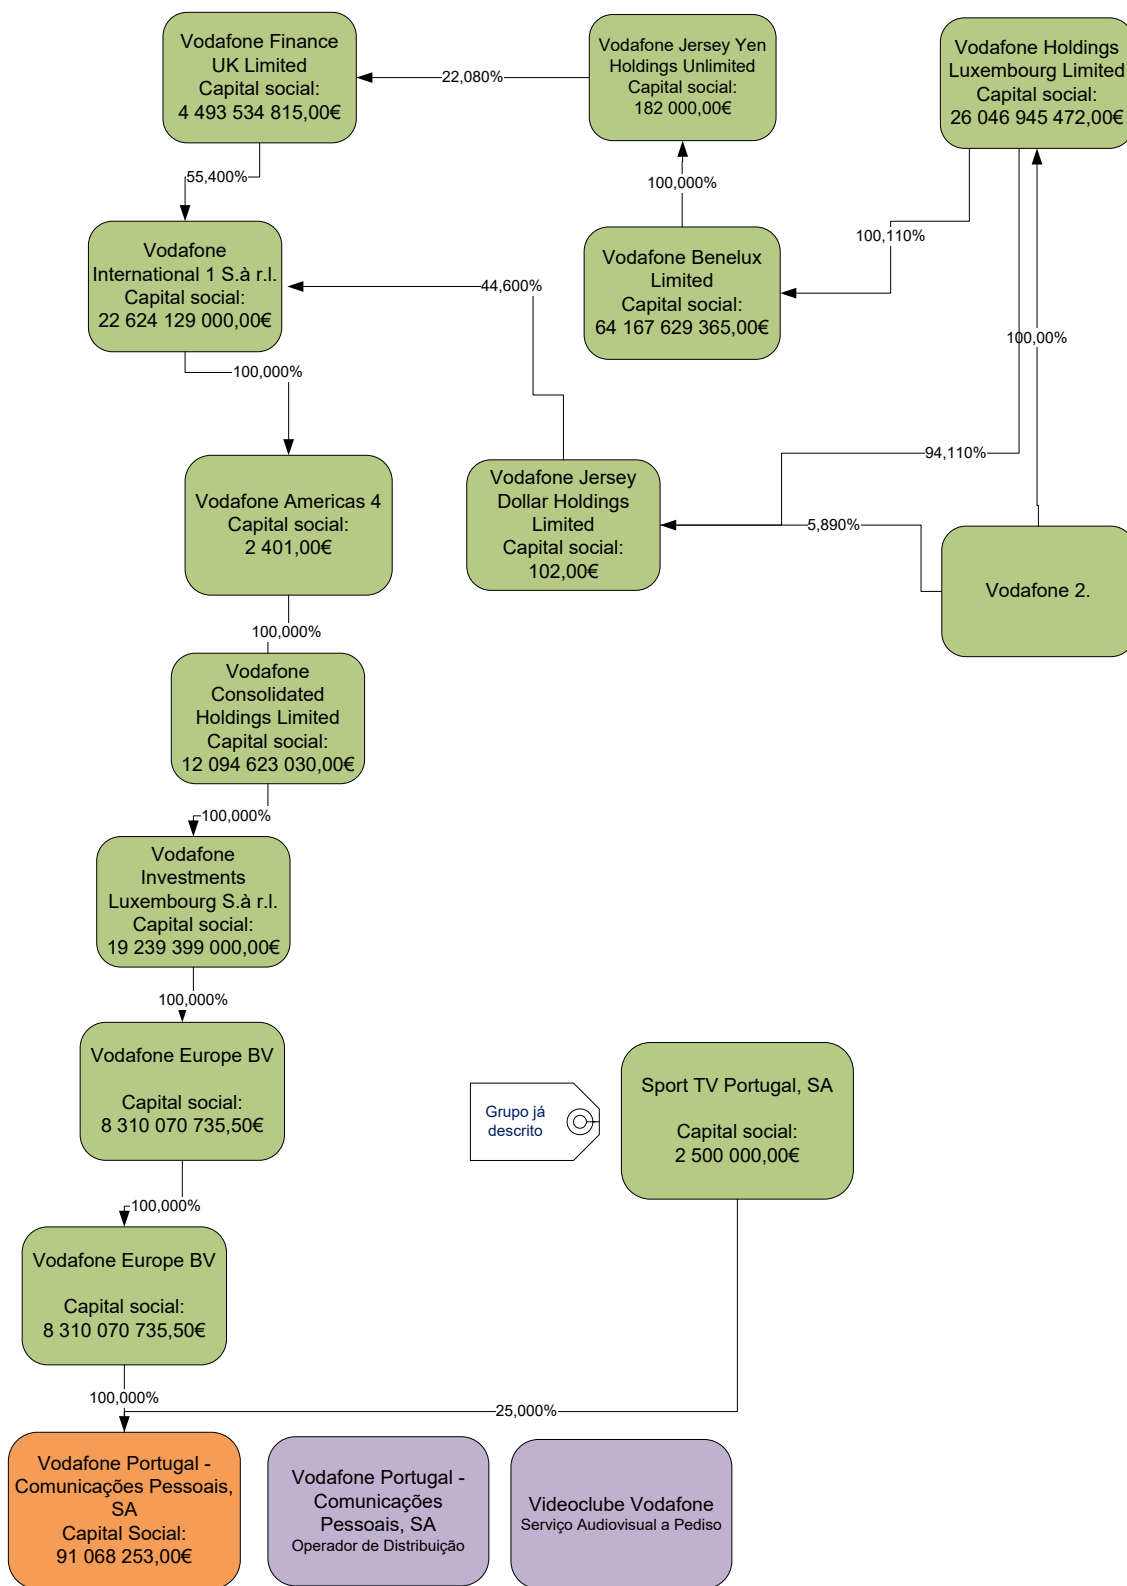 Vodafone Finance
UK Limited
Capital social:
4 493 534 815,00€
22,080%
Vodafone Jersey Yen
Holdings Unlimited
Capital social:
182 000,00€
Vodafone Holdings
Luxembourg Limited
Capital social:
26 046 945 472,00€
55,400%
100,000%
100,110%
Vodafone
International 1 S.à r.l.
Capital social:
22 624 129 000,00€
44,600%
Vodafone Benelux
Limited
Capital social:
64 167 629 365,00€
100,00%
100,000%
94,110%
Vodafone Americas 4
Capital social:
2 401,00€
Vodafone Jersey
Dollar Holdings
Limited
Capital social:
102,00€
5,890%
Vodafone 2.
100,000%
Vodafone
Consolidated
Holdings Limited
Capital social:
12 094 623 030,00€
100,000%
Vodafone
Investments
Luxembourg S.à r.l.
Capital social:
19 239 399 000,00€
100,000%
Vodafone Europe BV
Capital social:
8 310 070 735,50€
Grupo já
descrito
Sport TV Portugal, SA
Capital social:
2 500 000,00€
100,000%
Vodafone Europe BV
Capital social:
8 310 070 735,50€
100,000%
25,000%
Vodafone Portugal -
Comunicações Pessoais,
SA
Capital Social:
91 068 253,00€
Vodafone Portugal -
Comunicações
Pessoais, SA
Operador de Distribuição
Videoclube Vodafone
Serviço Audiovisual a Pediso